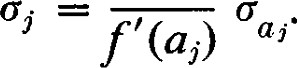 σ_j = \frac{}{f′(a_j)} σ_{a_j}.